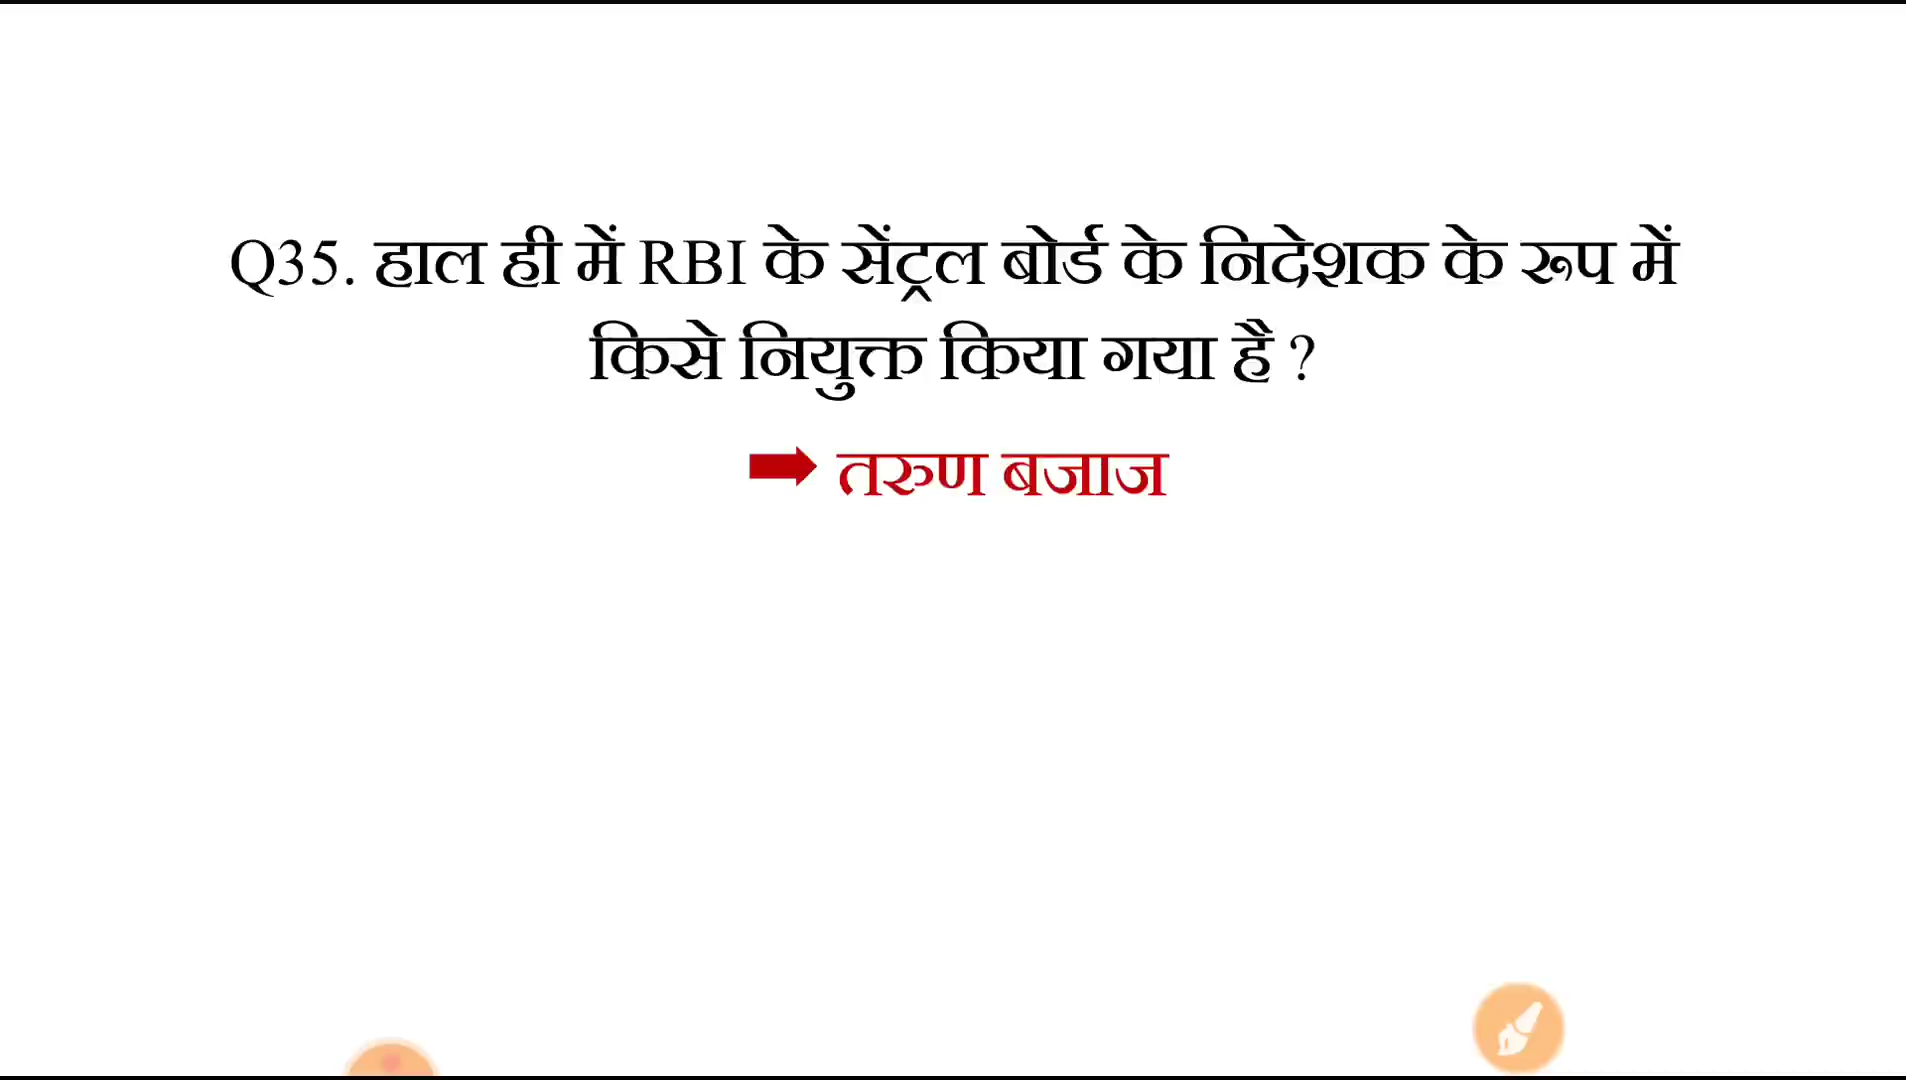 Q35. हाल ही में RBI के सेंट्रल बोर्ड के निदेशक के रूप में
किसे नियुक्त किया गया है ?
➡ तरुण बजाज